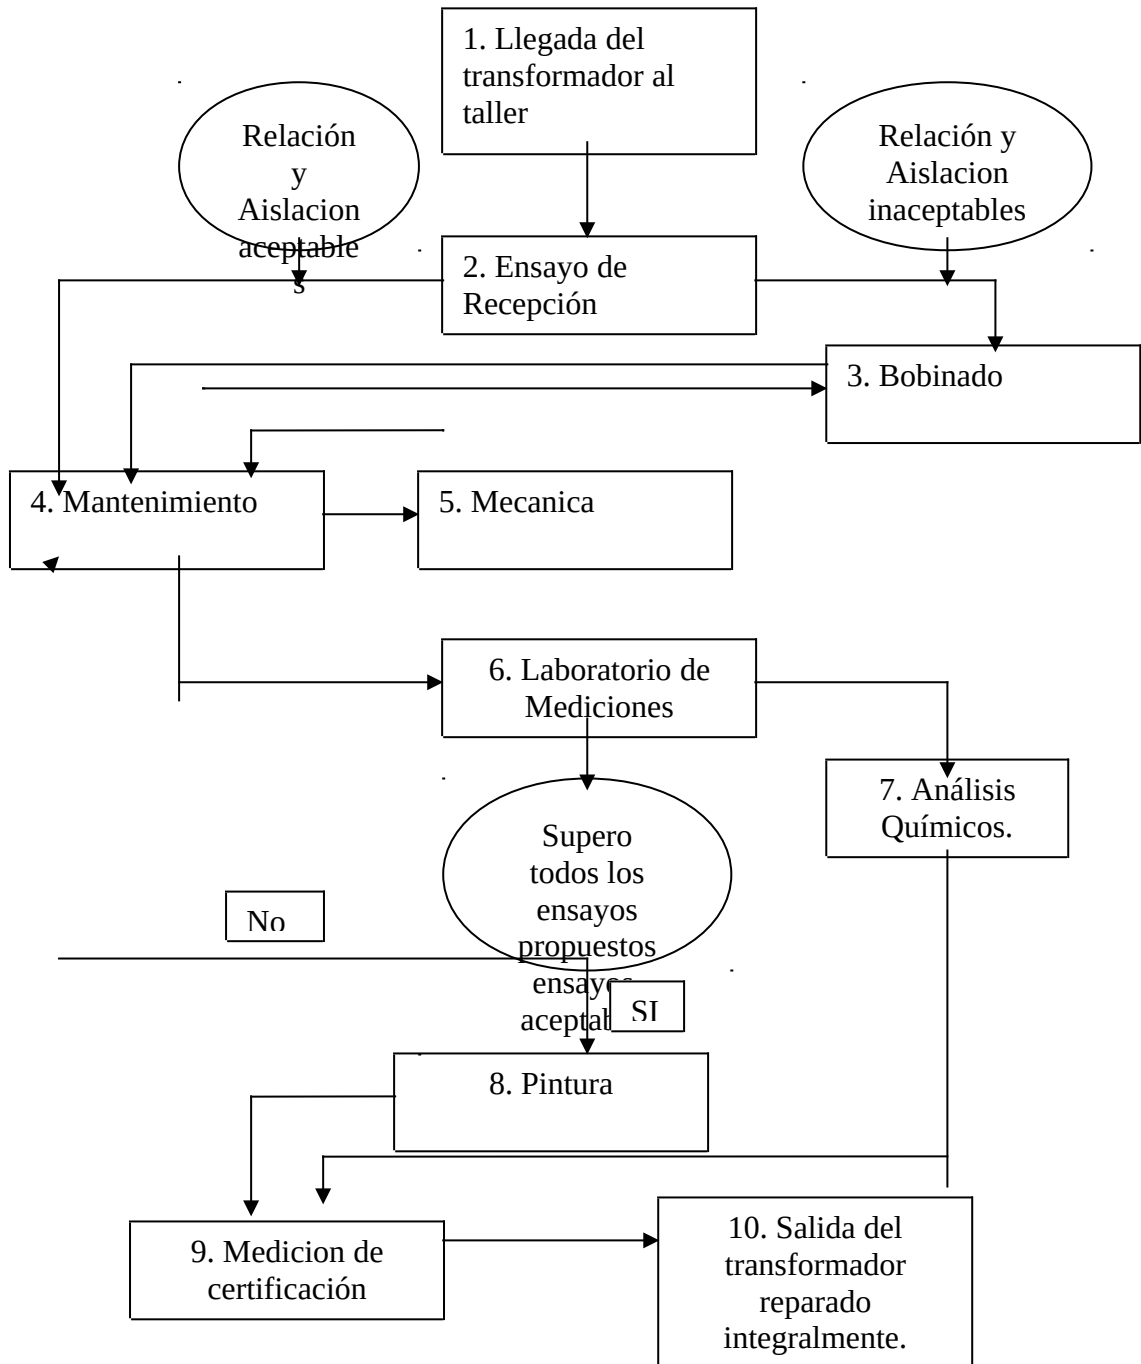 1. Llegada del
transformador al
taller
Relación
y
Aislacion
aceptable
s
Relación y
Aislacion
inaceptables
2. Ensayo de
Recepción
3. Bobinado
4. Mantenimiento
5. Mecanica
6. Laboratorio de
Mediciones
7. Análisis
Químicos.
Supero
todos los
ensayos
propuestos
ensayos
No
SI
8. Pintura
9. Medicion de
certificación
10. Salida del
transformador
reparado
integralmente.